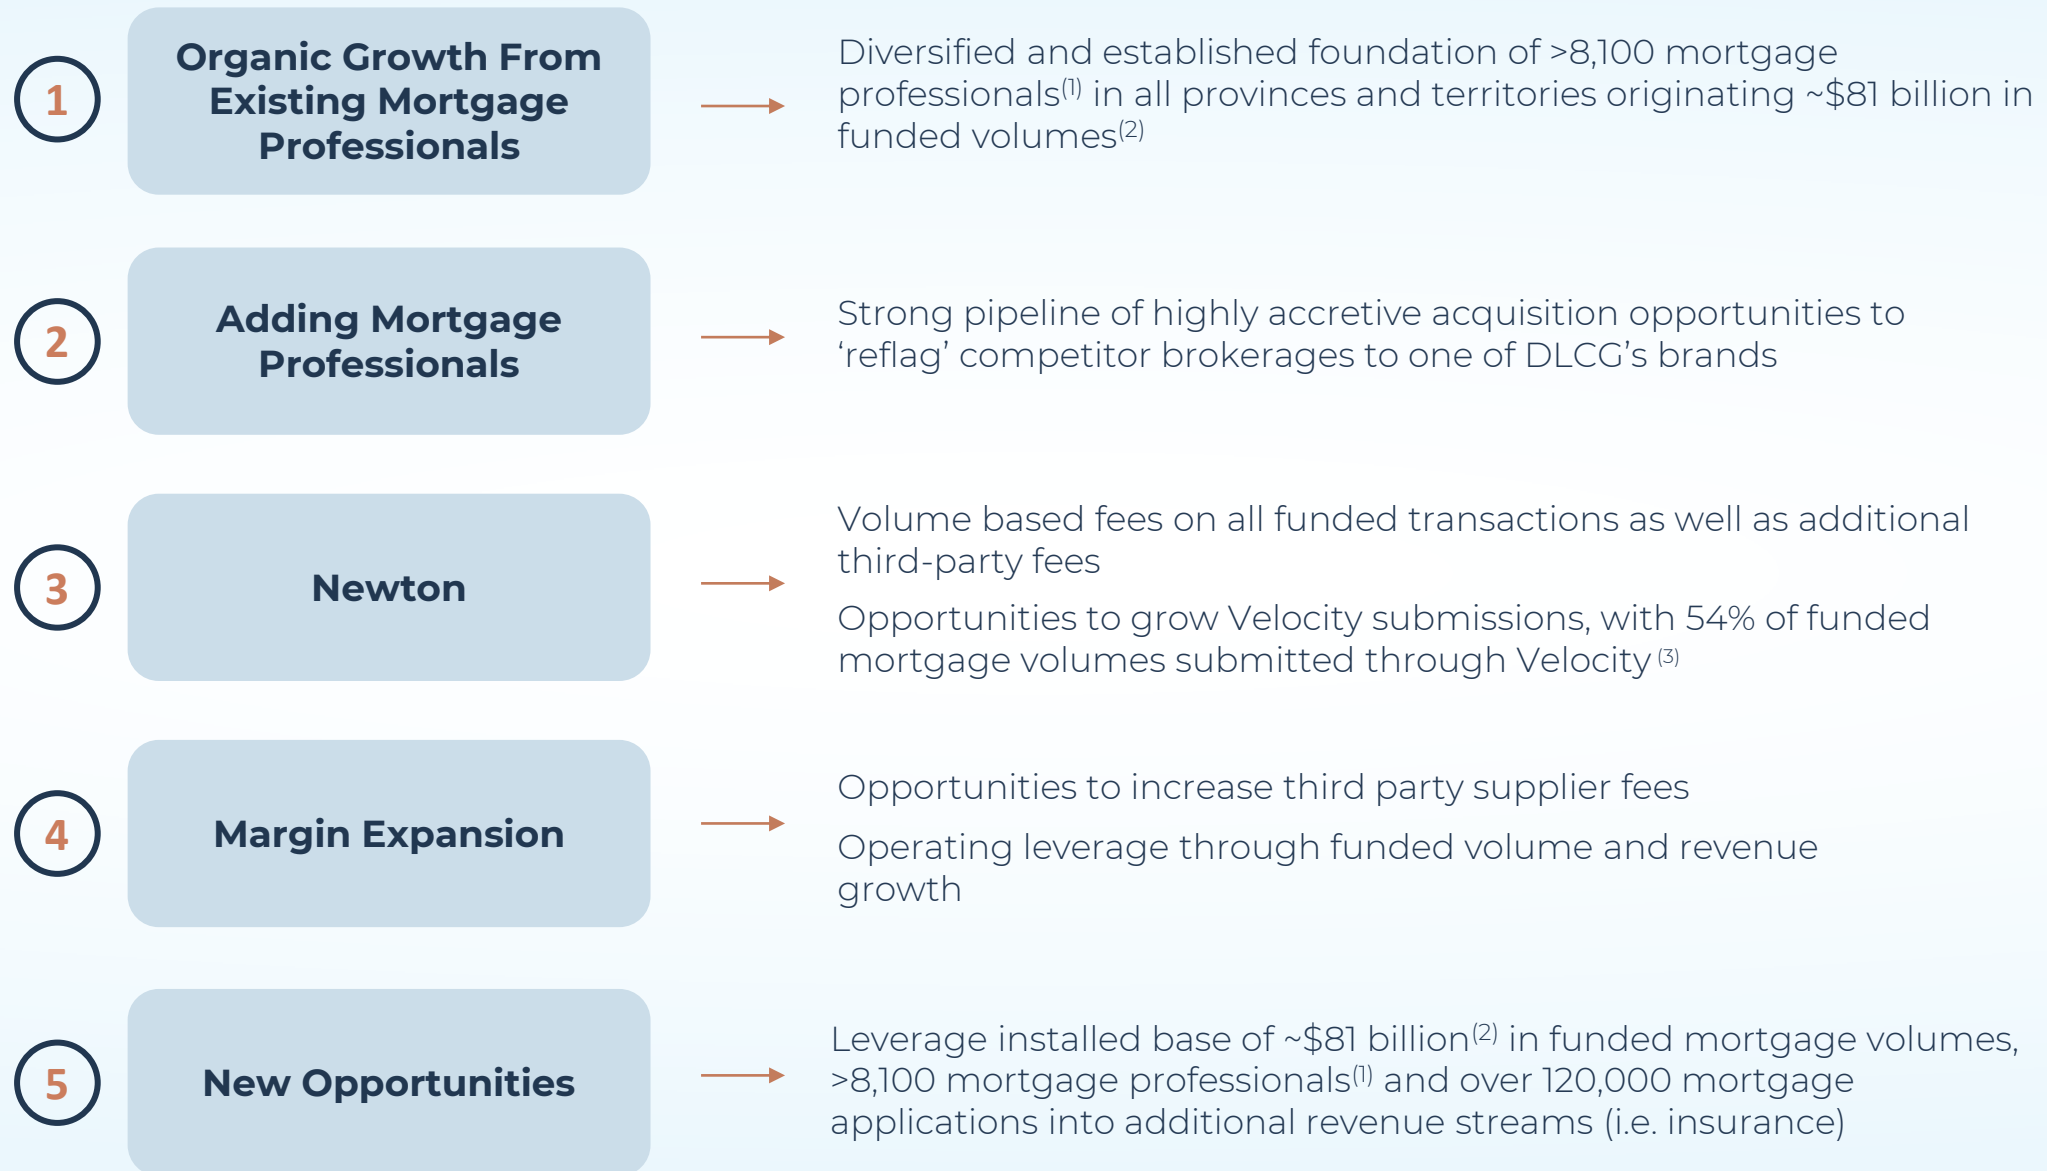 1
Organic Growth From
Existing Mortgage
Professionals
Diversified and established foundation of >8,100 mortgage
professionals(1) in all provinces and territories originating ~$81 billion in
funded volumes(2)
2
Adding Mortgage
Professionals
Strong pipeline of highly accretive acquisition opportunities to
‘reflag’ competitor brokerages to one of DLCG’s brands
3
Newton
Volume based fees on all funded transactions as well as additional
third-party fees
Opportunities to grow Velocity submissions, with 54% of funded
mortgage volumes submitted through Velocity (3)
4
Margin Expansion
Opportunities to increase third party supplier fees
Operating leverage through funded volume and revenue
growth
5
New Opportunities
Leverage installed base of ~$81 billion(2) in funded mortgage volumes,
>8,100 mortgage professionals(1) and over 120,000 mortgage
applications into additional revenue streams (i.e. insurance)